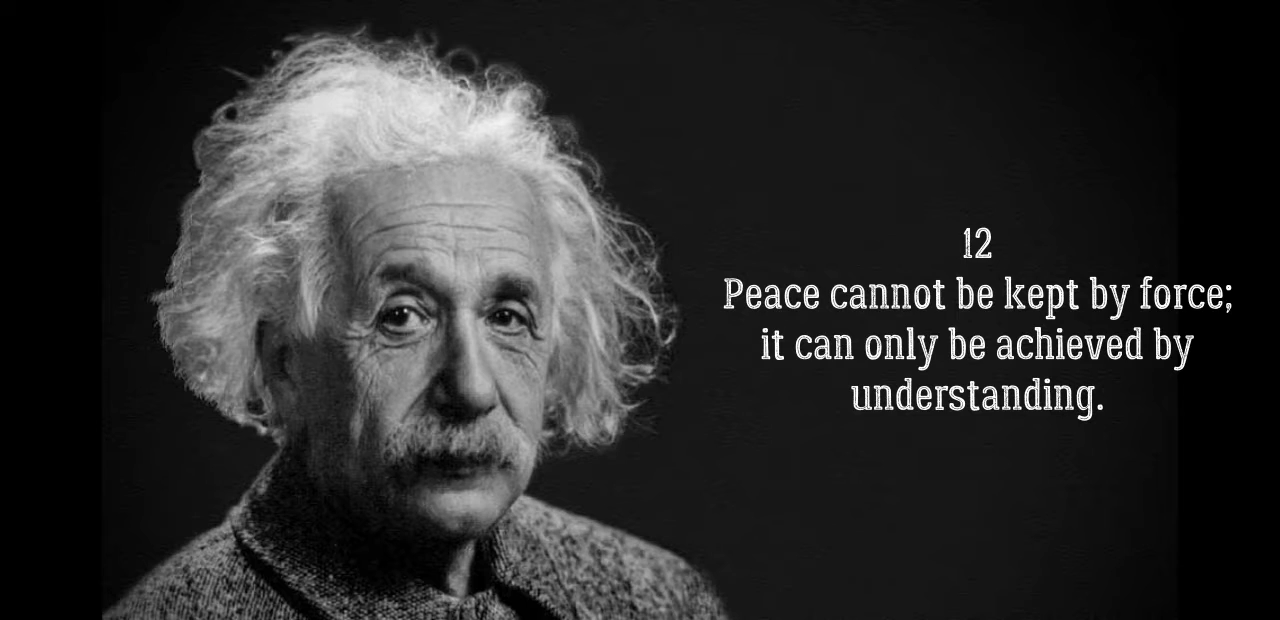 12
Peace cannot be kept by force;
it can only be achieved by
understanding.